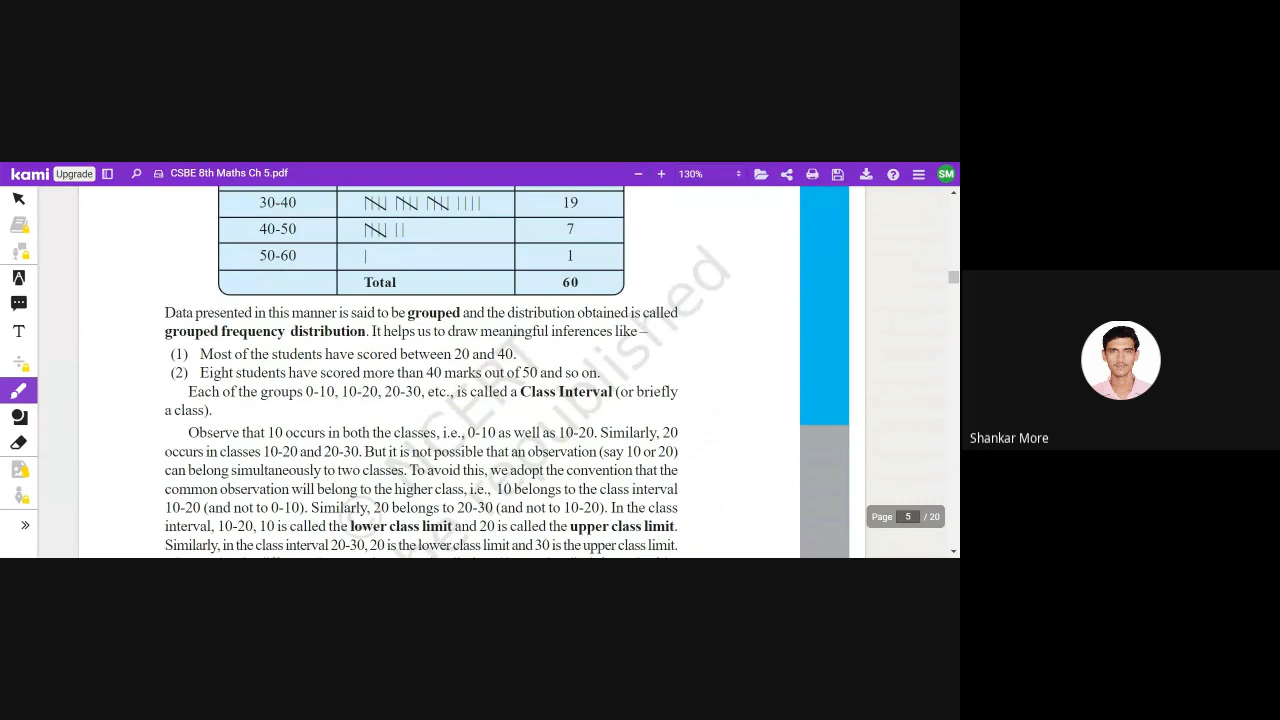 kami Upgrade CSBE 8th Maths Ch 5.pdf 130% SM
30-40 19
40-50 7
50-60 1
Total 60
Data presented in this manner is said to be grouped and the distribution obtained is called
grouped frequency distribution. It helps us to draw meaningful inferences like –
(1) Most of the students have scored between 20 and 40.
(2) Eight students have scored more than 40 marks out of 50 and so on.
Each of the groups 0-10, 10-20, 20-30, etc., is called a Class Interval (or briefly
a class).
Observe that 10 occurs in both the classes, i.e., 0-10 as well as 10-20. Similarly, 20
occurs in classes 10-20 and 20-30. But it is not possible that an observation (say 10 or 20)
can belong simultaneously to two classes. To avoid this, we adopt the convention that the
common observation will belong to the higher class, i.e., 10 belongs to the class interval
10-20 (and not to 0-10). Similarly, 20 belongs to 20-30 (and not to 10-20). In the class
interval, 10-20, 10 is called the lower class limit and 20 is called the upper class limit.
Similarly, in the class interval 20-30, 20 is the lower class limit and 30 is the upper class limit.
© NCERT
be republished
Page 5 / 20
Shankar More